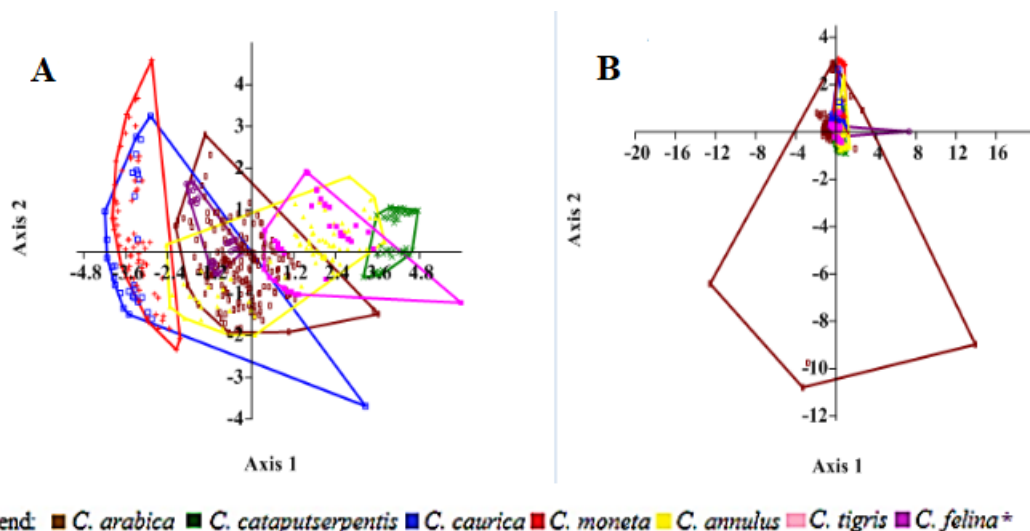 A
4
3
2
1
-4.8 -3.6 -2.4 -1.2 1.2 2.4 3.6 4.8
-1
-2
-3
-4
Axis 2
Axis 1
B
4
2
-20 -16 -12 -8 -4 4 8 12 16
-2
-4
-6
-8
-10
-12
Axis 2
Axis 1
end: C. arabica C. cataputserpentis C. caurica C. moneta C. annulus C. tigris C. felina*